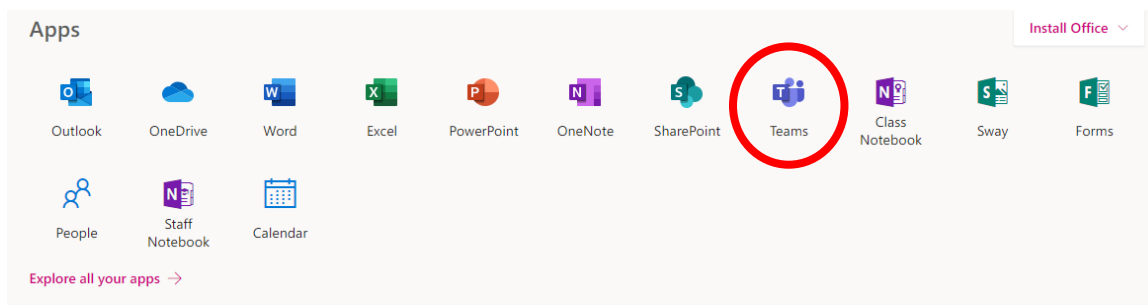 Apps
Install Office
Outlook
OneDrive
Word
Excel
PowerPoint
OneNote
SharePoint
Teams
Class
Notebook
Sway
Forms
People
Staff
Notebook
Calendar
Explore all your apps →